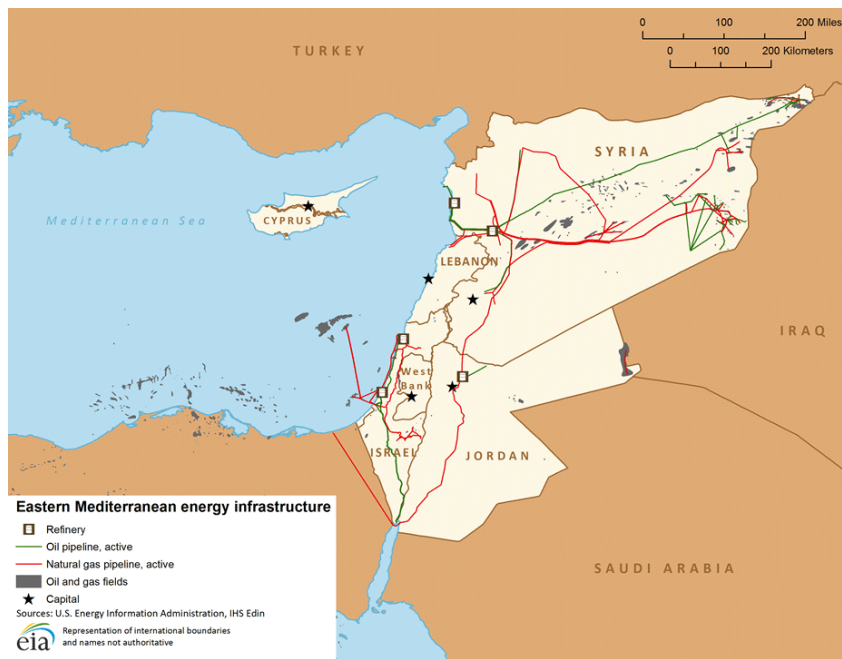 0 100 200 Miles
0 100 200 Kilometers
TURKEY
SYRIA
Mediterranean Sea
CYPRUS
LEBANON
IRAQ
West
Bank
ISRAEL
JORDAN
SAUDI ARABIA
Eastern Mediterranean energy infrastructure
Refinery
Oil pipeline, active
Natural gas pipeline, active
Oil and gas fields
Capital
Sources: U.S. Energy Information Administration, IHS Edin
eia
Representation of international boundaries
and names not authoritative